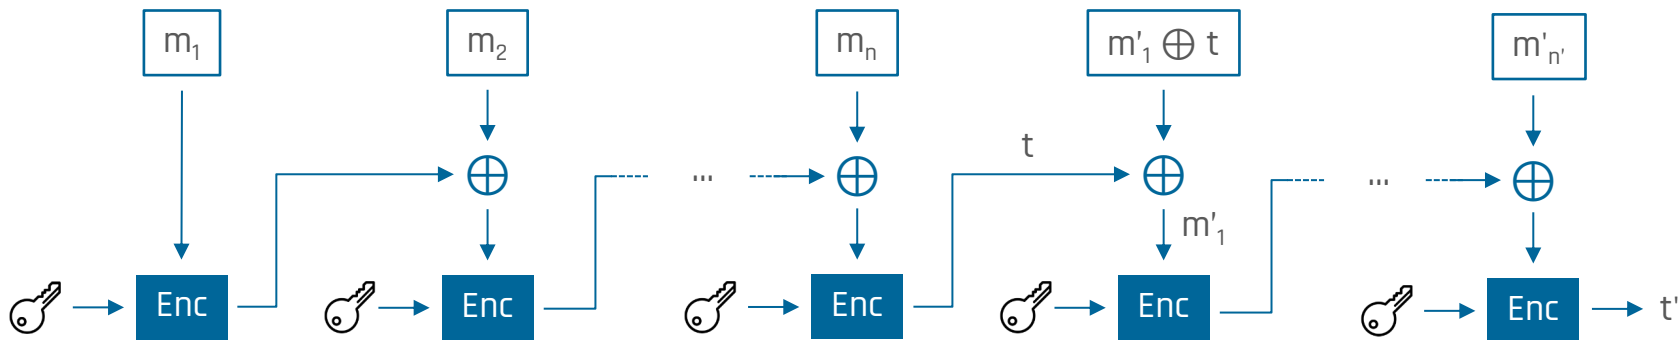 m₁ m₂ mₙ m'₁ ⊕ t m'ₙ'
t
... ...
m'₁
Enc Enc Enc Enc Enc t'